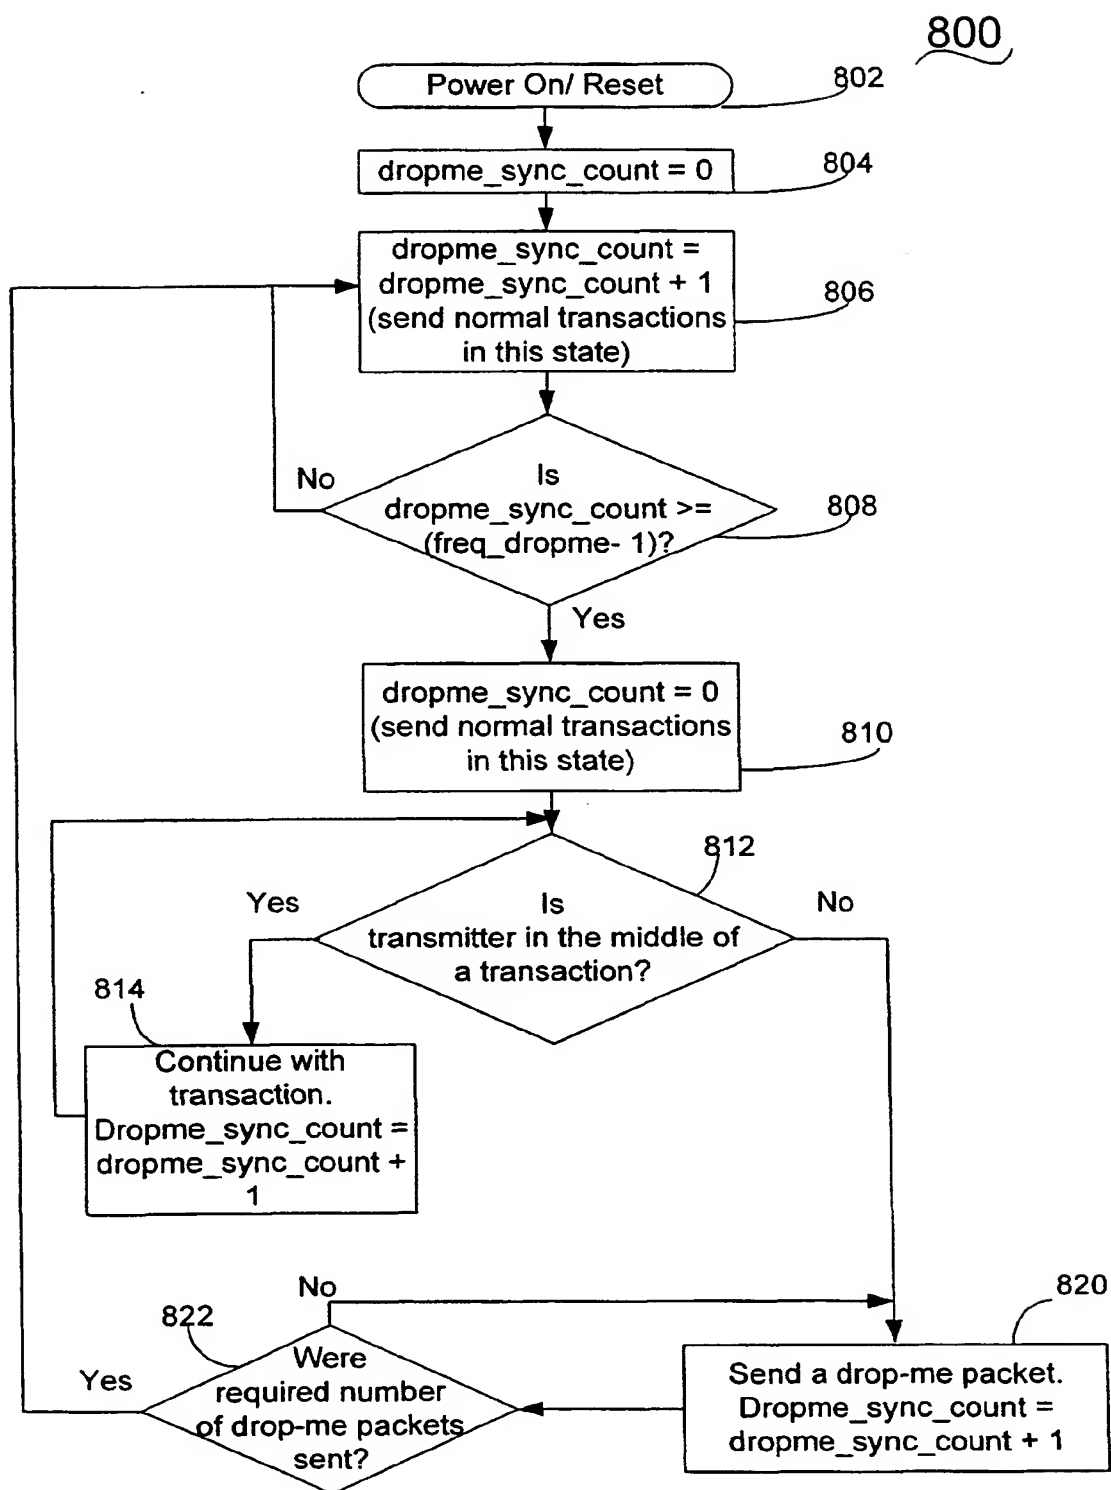 800
Power On/ Reset
802
dropme_sync_count = 0
804
dropme_sync_count =
dropme_sync_count + 1
(send normal transactions
in this state)
806
No
Is
dropme_sync_count >=
(freq_dropme- 1)?
808
Yes
dropme_sync_count = 0
(send normal transactions
in this state)
810
812
Yes
Is
transmitter in the middle of
a transaction?
No
814
Continue with
transaction.
Dropme_sync_count =
dropme_sync_count +
1
No
822
820
Yes
Were
required number
of drop-me packets
sent?
Send a drop-me packet.
Dropme_sync_count =
dropme_sync_count + 1